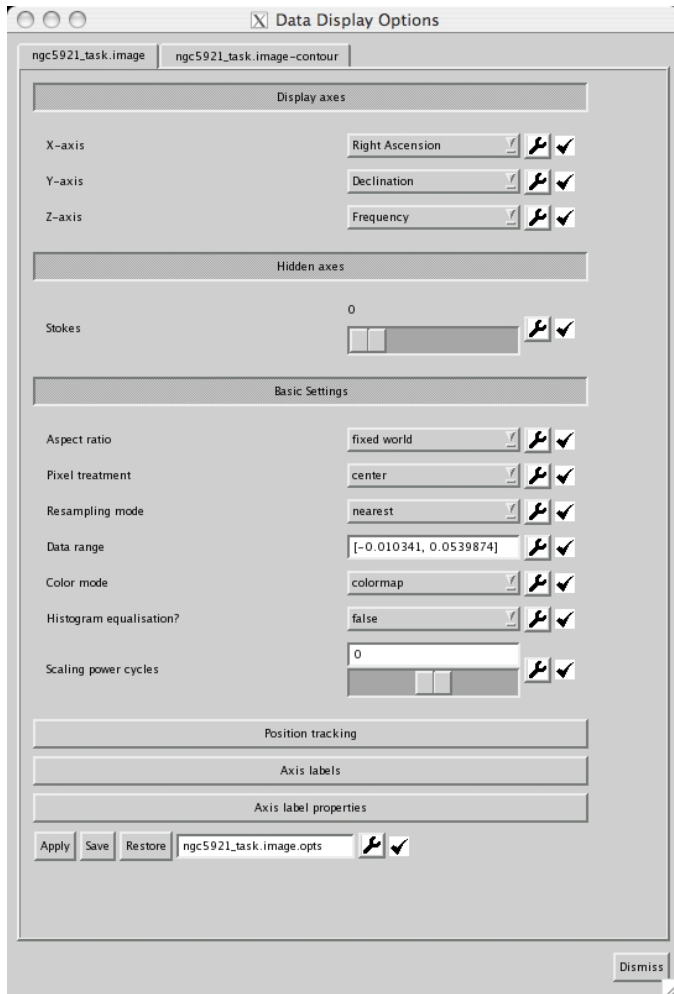 Data Display Options
ngc5921_task.image ngc5921_task.image-contour
Display axes
X-axis Right Ascension
Y-axis Declination
Z-axis Frequency
Hidden axes
0
Stokes
Basic Settings
Aspect ratio fixed world
Pixel treatment center
Resampling mode nearest
Data range [-0.010341, 0.0539874]
Color mode colormap
Histogram equalisation? false
0
Scaling power cycles
Position tracking
Axis labels
Axis label properties
Apply Save Restore ngc5921_task.image.opts
Dismiss